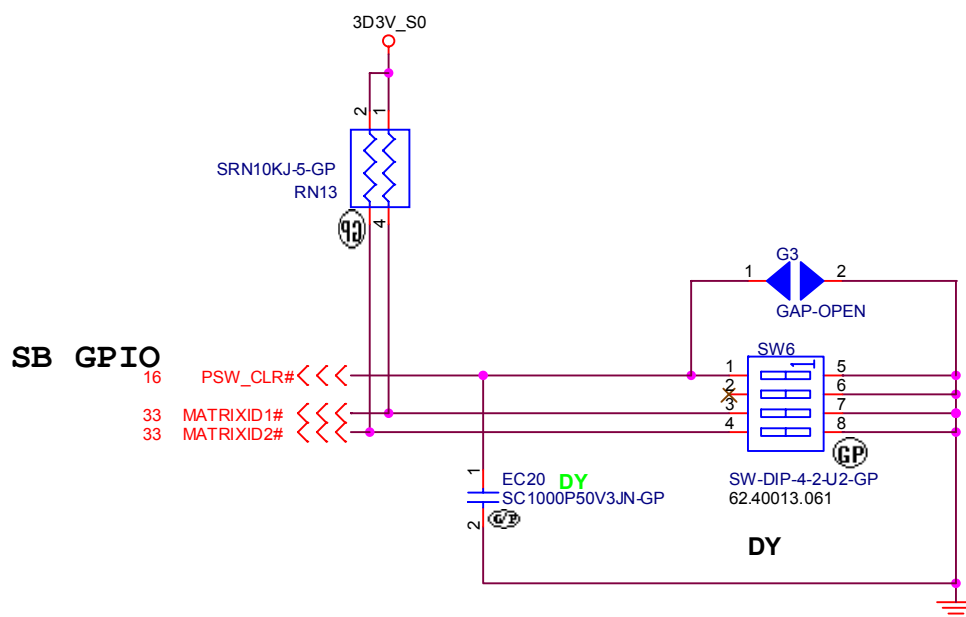 3D3V_S0
2 1
SRN10KJ-5-GP
RN13
4
GP
G3
1 2
GAP-OPEN
SB GPIO
SW6
16 PSW_CLR# 1 5
2 6
33 MATRIXID1# 3 7
33 MATRIXID2# 4 8
1
GP
EC20 DY
SC1000P50V3JN-GP
2
G/P
SW-DIP-4-2-U2-GP
62.40013.061
DY